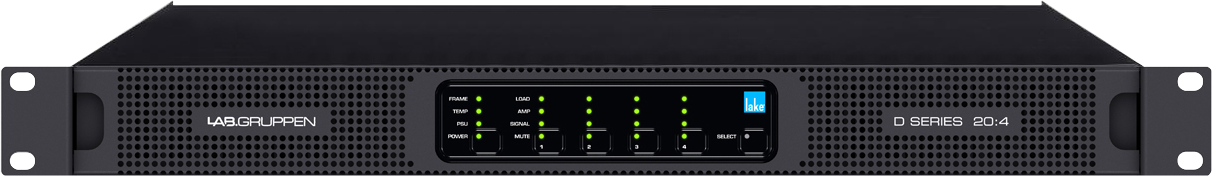 LAB.GRUPPEN
FRAME LOAD
TEMP AMP
PSU SIGNAL
POWER MUTE
1 2 3 4
SELECT
lake
D SERIES 20:4